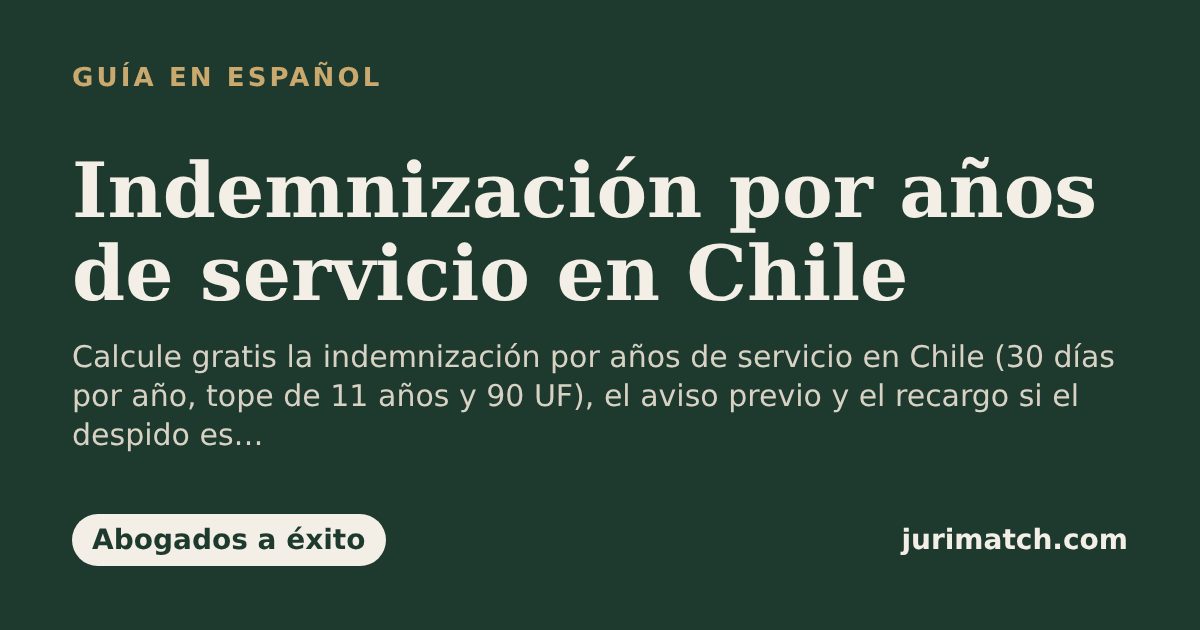 GUÍA EN ESPAÑOL
Indemnización por años
de servicio en Chile
Calcule gratis la indemnización por años de servicio en Chile (30 días
por año, tope de 11 años y 90 UF), el aviso previo y el recargo si el
despido es…
Abogados a éxito
jurimatch.com